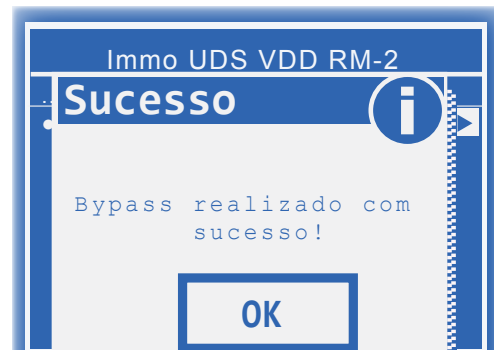 Immo UDS VDD RM-2
Sucesso
Bypass realizado com
sucesso!
OK